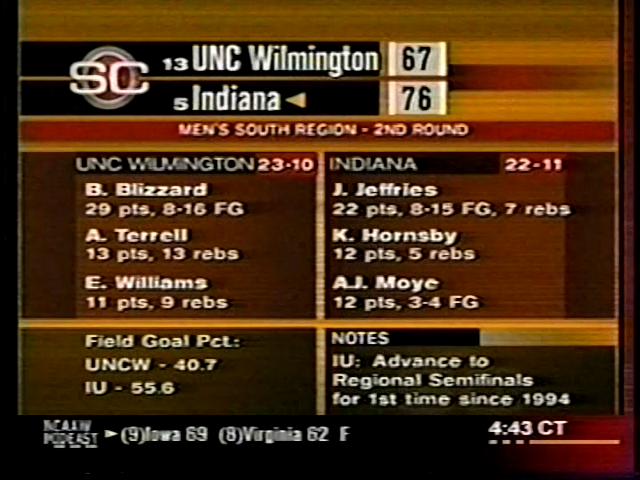 SC
13 UNC Wilmington 67
5 Indiana 76
MEN'S SOUTH REGION - 2ND ROUND
UNC WILMINGTON 23-10
B. Blizzard
29 pts, 8-16 FG
A. Terrell
13 pts, 13 rebs
E. Williams
11 pts, 9 rebs
INDIANA 22-11
J. Jeffries
22 pts, 8-15 FG, 7 rebs
K. Hornsby
12 pts, 5 rebs
A.J. Moye
12 pts, 3-4 FG
Field Goal Pct.:
UNCW - 40.7
IU - 55.6
NOTES
IU: Advance to
Regional Semifinals
for 1st time since 1994
NCAAW
MIDEAST
(9)Iowa 69 (8)Virginia 62 F
4:43 CT